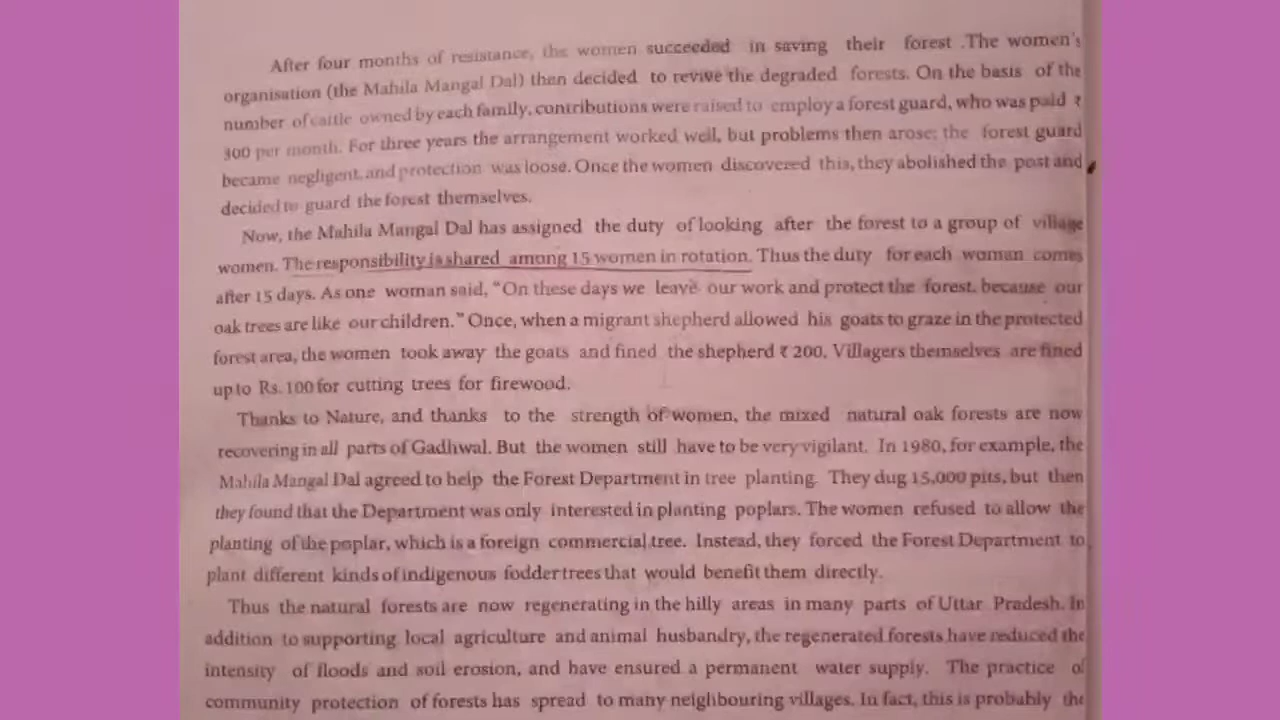 After four months of resistance, the women succeeded in saving their forest .The women's
organisation (the Mahila Mangal Dal) then decided to revive the degraded forests. On the basis of the
number of cattle owned by each family, contributions were raised to employ a forest guard, who was paid ₹
300 per month. For three years the arrangement worked well, but problems then arose: the forest guard
became negligent, and protection was loose. Once the women discovered this, they abolished the post and
decided to guard the forest themselves.
Now, the Mahila Mangal Dal has assigned the duty of looking after the forest to a group of village
women. The responsibility is shared among 15 women in rotation. Thus the duty for each woman comes
after 15 days. As one woman said, "On these days we leave our work and protect the forest, because our
oak trees are like our children." Once, when a migrant shepherd allowed his goats to graze in the protected
forest area, the women took away the goats and fined the shepherd ₹ 200. Villagers themselves are fined
up to Rs. 100 for cutting trees for firewood.
Thanks to Nature, and thanks to the strength of women, the mixed natural oak forests are now
recovering in all parts of Gadhwal. But the women still have to be very vigilant. In 1980, for example, the
Mahila Mangal Dal agreed to help the Forest Department in tree planting. They dug 15,000 pits, but then
they found that the Department was only interested in planting poplars. The women refused to allow the
planting of the poplar, which is a foreign commercial tree. Instead, they forced the Forest Department to
plant different kinds of indigenous fodder trees that would benefit them directly.
Thus the natural forests are now regenerating in the hilly areas in many parts of Uttar Pradesh. In
addition to supporting local agriculture and animal husbandry, the regenerated forests have reduced the
intensity of floods and soil erosion, and have ensured a permanent water supply. The practice of
community protection of forests has spread to many neighbouring villages. In fact, this is probably the